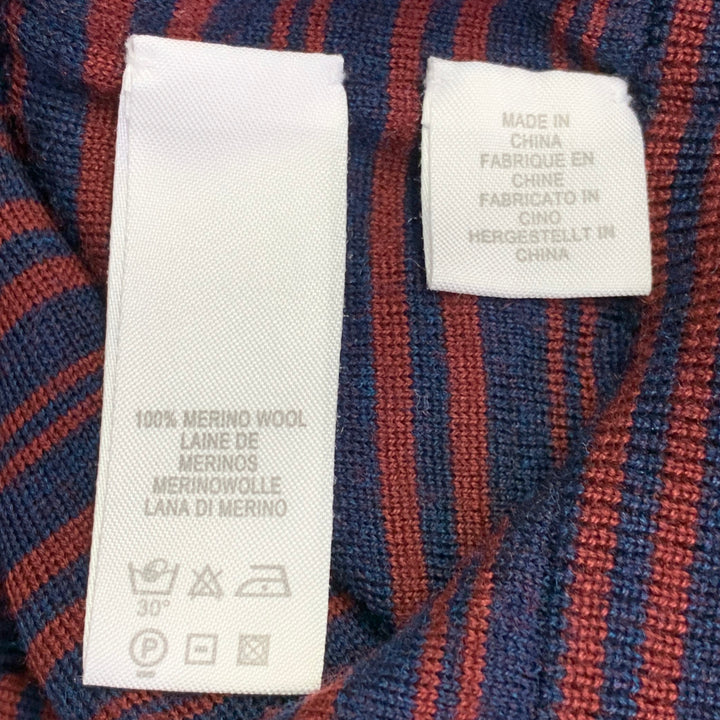 100% MERINO WOOL
LAINE DE
MERINOS
MERINOWOLLE
LANA DI MERINO
30°
P
MADE IN
CHINA
FABRIQUE EN
CHINE
FABRICATO IN
CINO
HERGESTELLT IN
CHINA